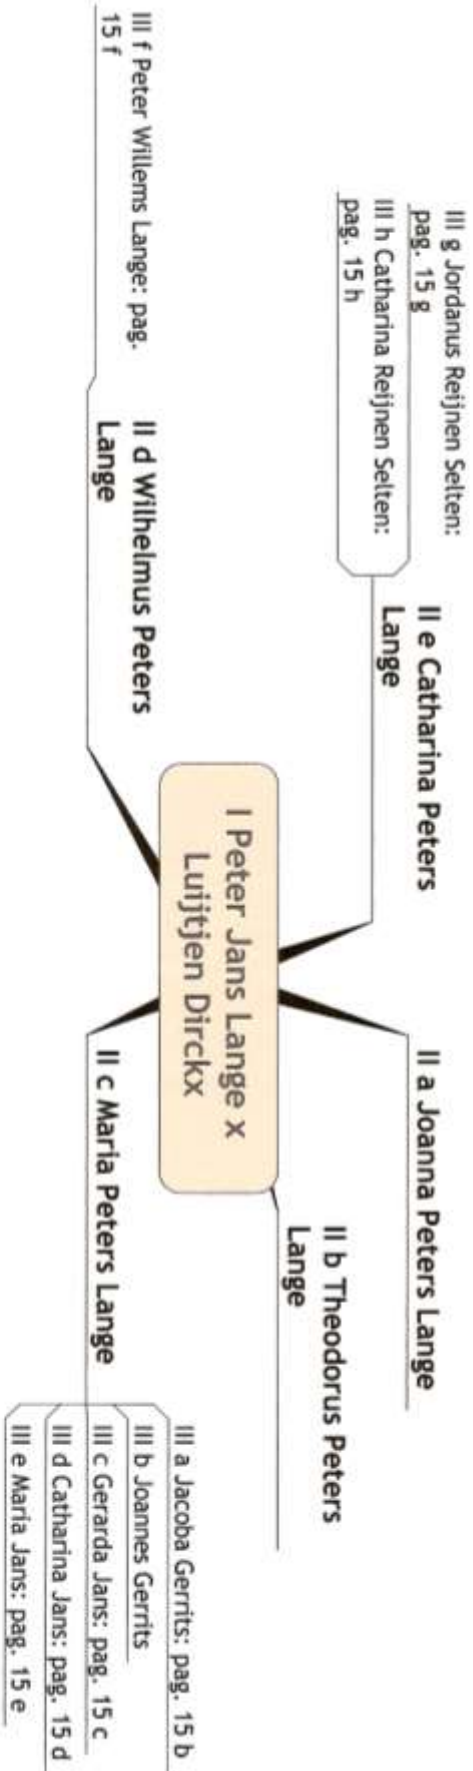 I Peter Jans Lange x
Luijtjen Dirckx
II a Joanna Peters Lange
II b Theodorus Peters
Lange
II c Maria Peters Lange
III a Jacoba Gerrits: pag. 15 b
III b Joannes Gerrits
III c Gerarda Jans: pag. 15 c
III d Catharina Jans: pag. 15 d
III e Maria Jans: pag. 15 e
II d Wilhelmus Peters
Lange
III f Peter Willems Lange: pag.
15 f
II e Catharina Peters
Lange
III g Jordanus Reijnen Selten:
pag. 15 g
III h Catharina Reijnen Selten:
pag. 15 h